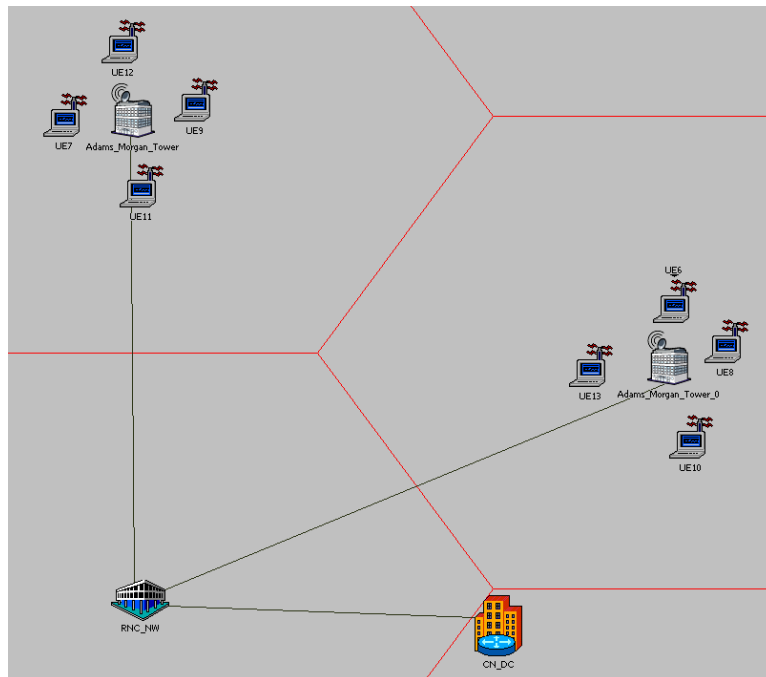 UE12
UE7
Adams_Morgan_Tower
UE9
UE11
UE6
UE13
Adams_Morgan_Tower_0
UE8
UE10
RNC_NW
CN_DC